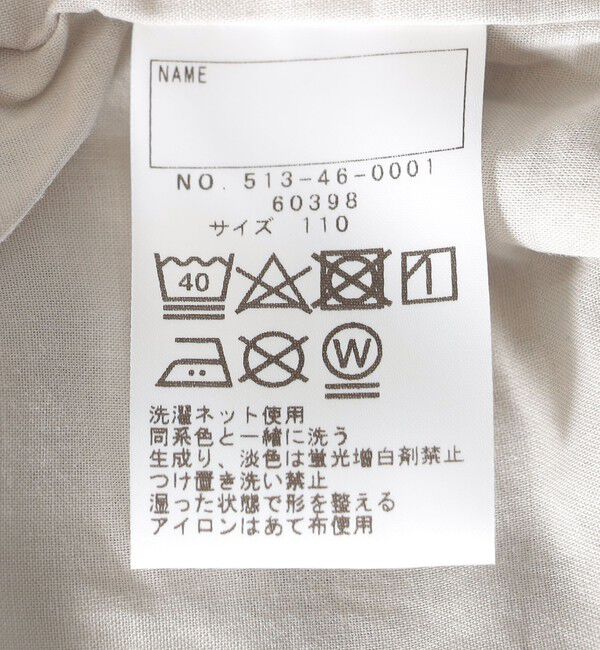 NAME
NO. 513-46-0001
60398
サイズ 110
40
W
洗濯ネット使用
同系色と一緒に洗う
生成り、淡色は蛍光増白剤禁止
つけ置き洗い禁止
湿った状態で形を整える
アイロンはあて布使用